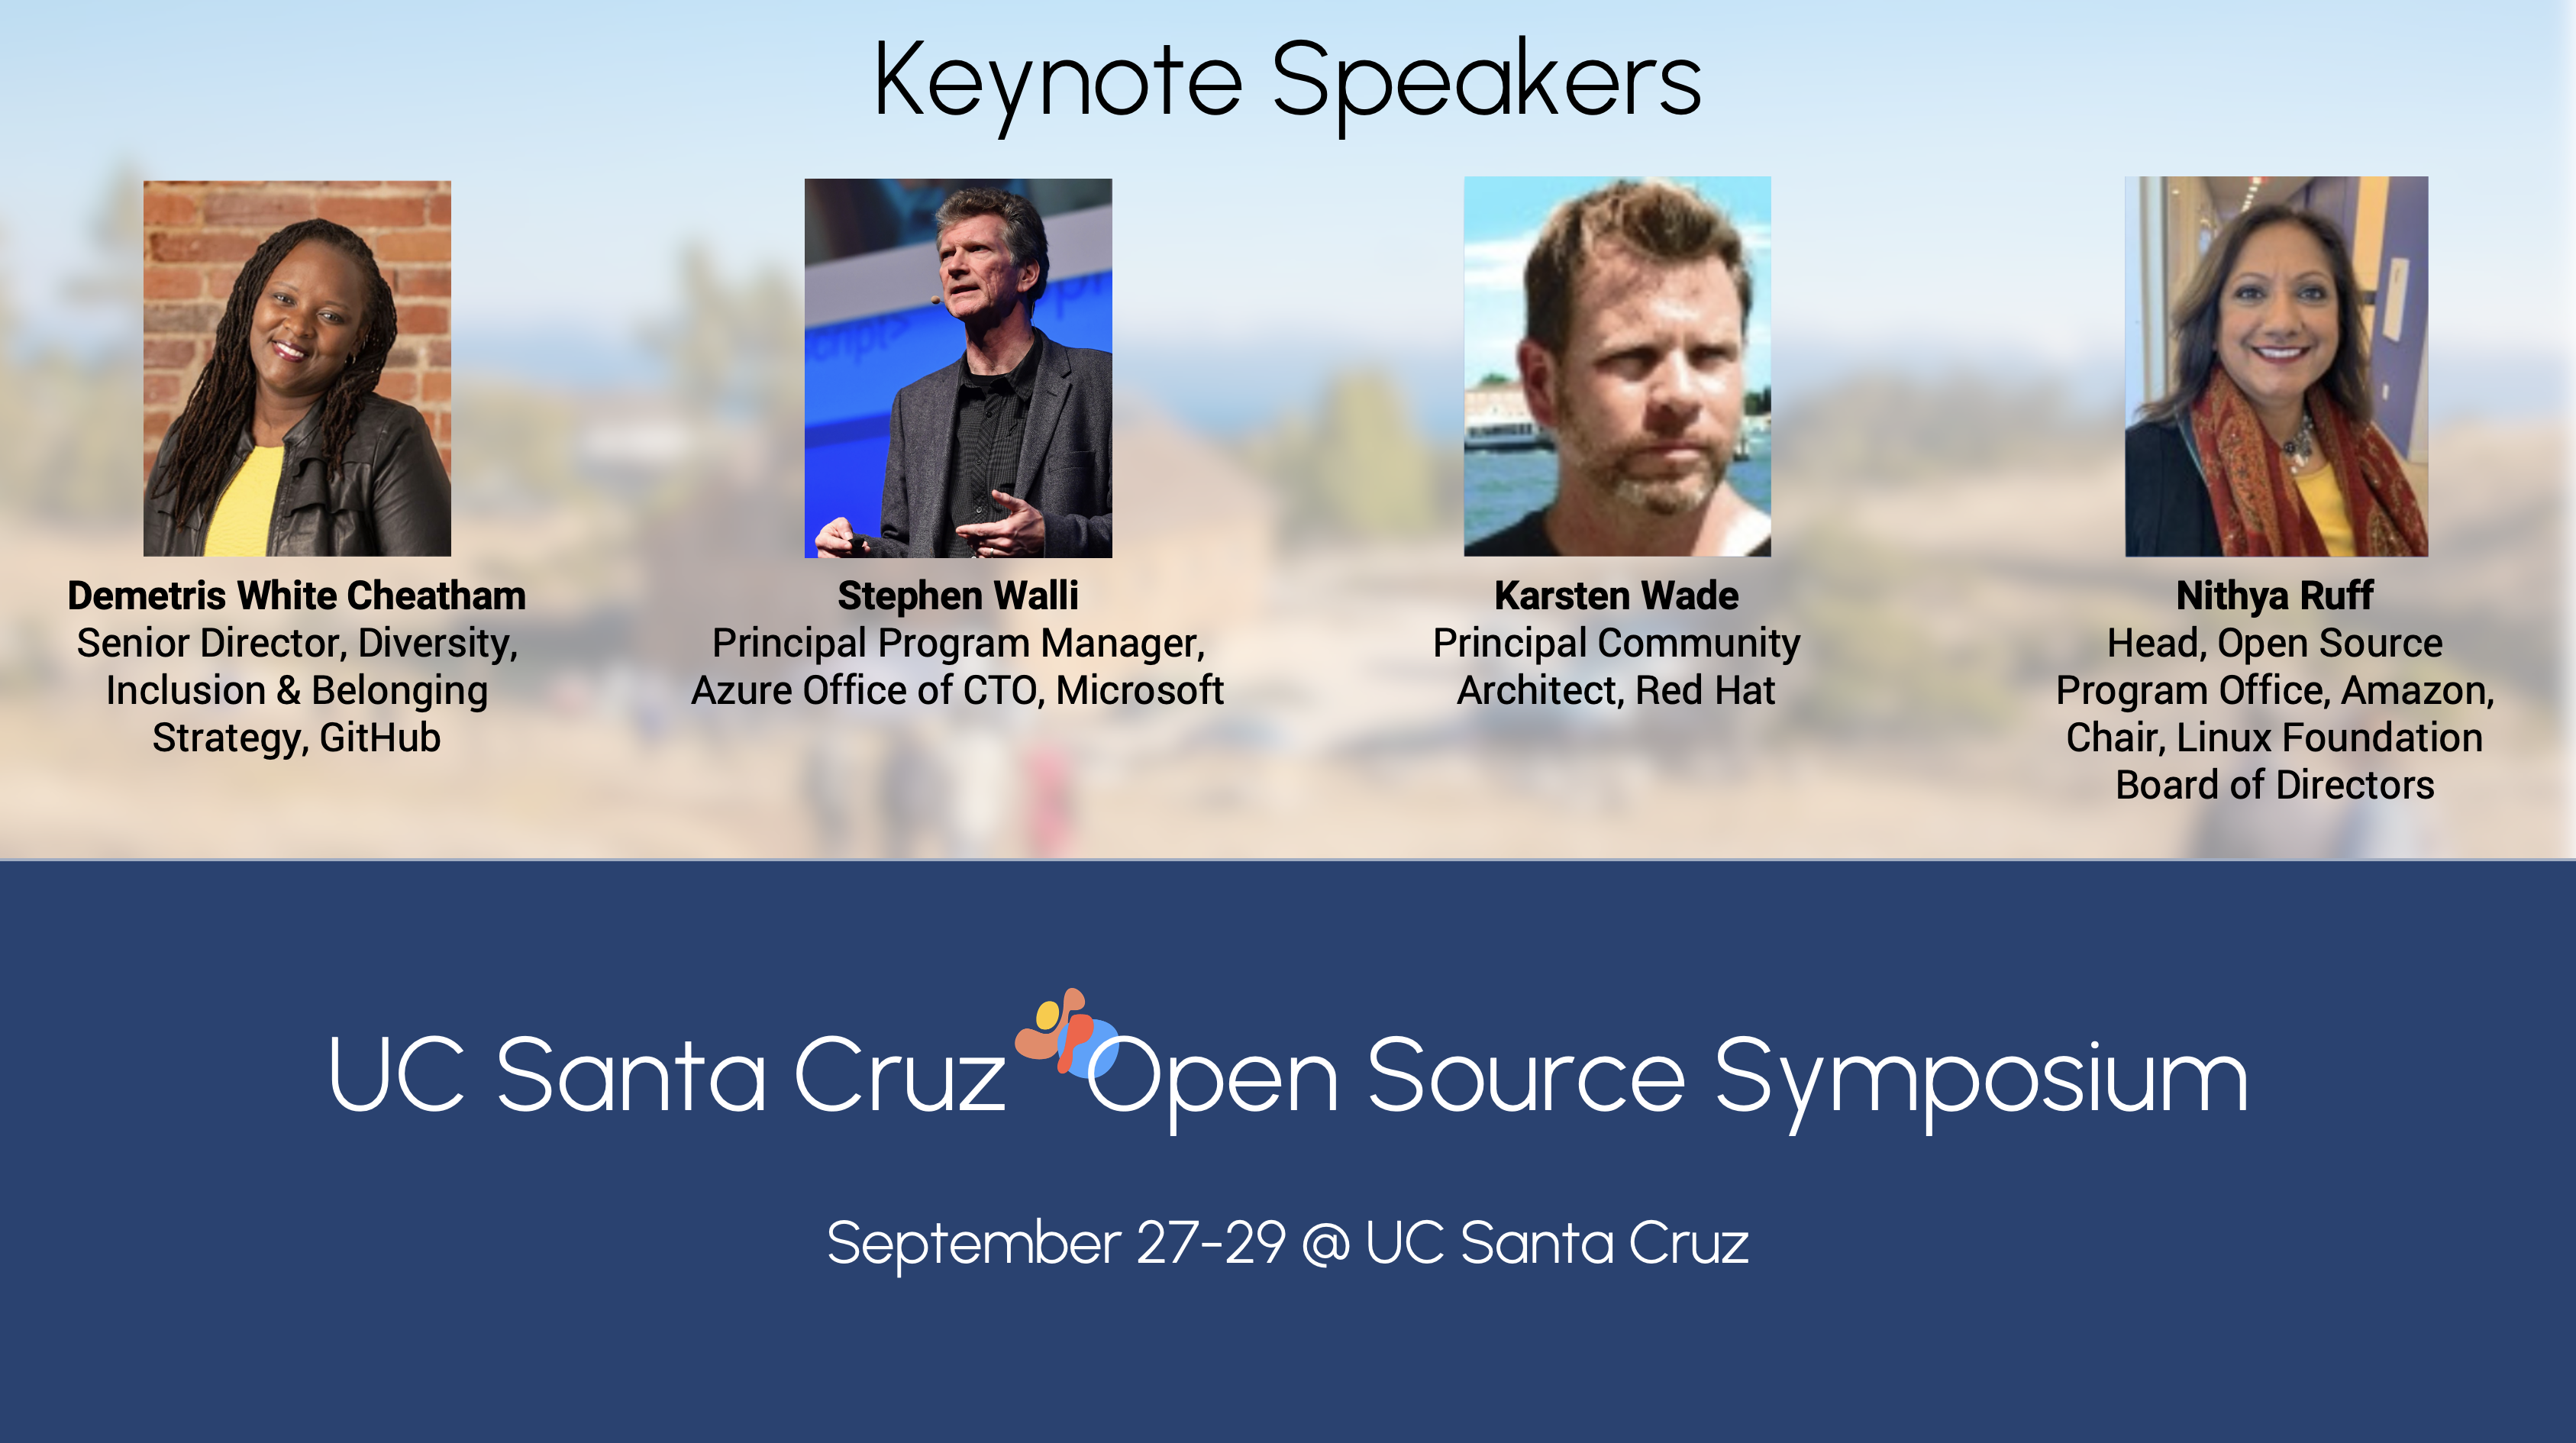 Keynote Speakers
Demetris White Cheatham
Senior Director, Diversity,
Inclusion & Belonging
Strategy, GitHub
Stephen Walli
Principal Program Manager,
Azure Office of CTO, Microsoft
Karsten Wade
Principal Community
Architect, Red Hat
Nithya Ruff
Head, Open Source
Program Office, Amazon,
Chair, Linux Foundation
Board of Directors
UC Santa Cruz Open Source Symposium
September 27-29 @ UC Santa Cruz